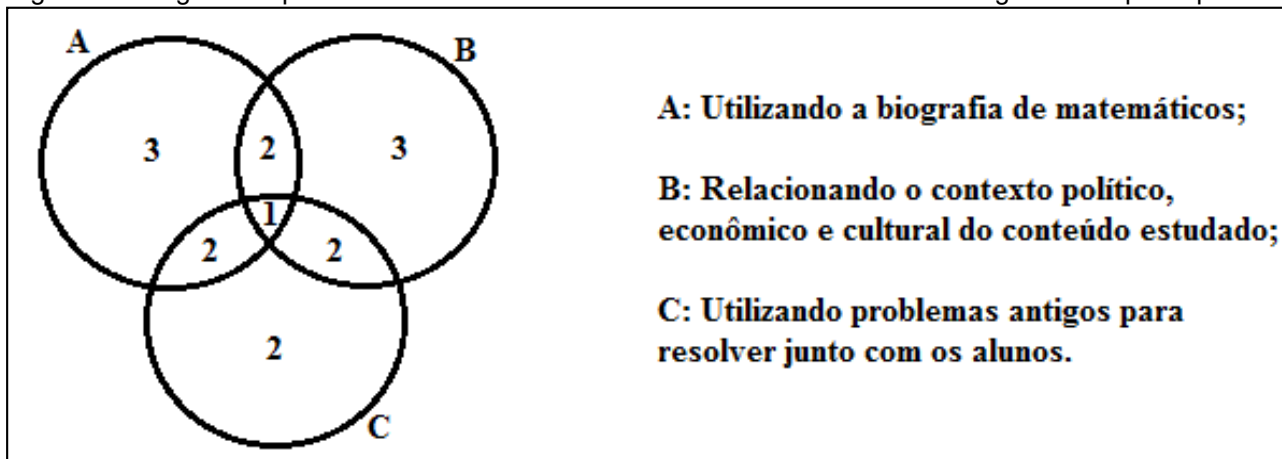 A
B
3
2
3
1
2
2
2
C
A: Utilizando a biografia de matemáticos;
B: Relacionando o contexto político,
econômico e cultural do conteúdo estudado;
C: Utilizando problemas antigos para
resolver junto com os alunos.